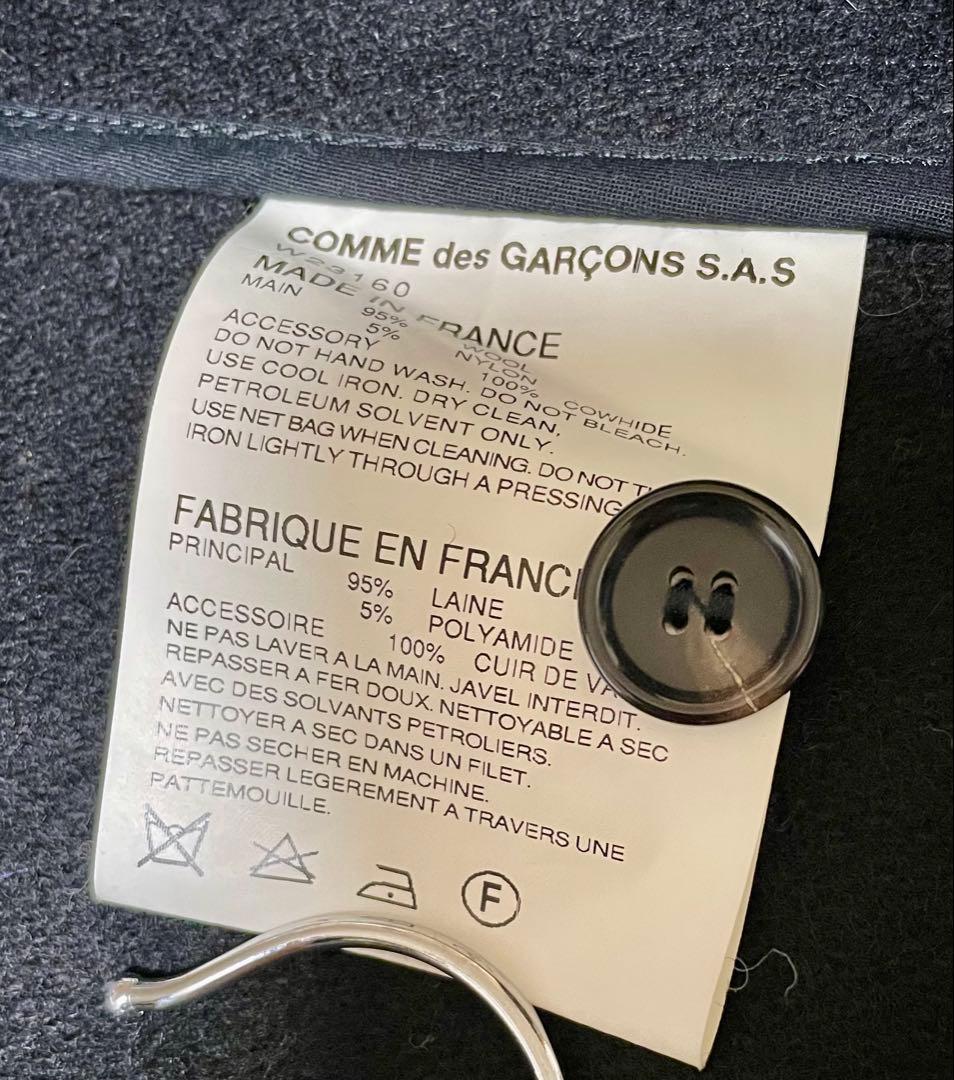 COMME des GARÇONS S.A.S
W23160
MADE IN FRANCE
MAIN
95% WOOL
5% NYLON
ACCESSORY 100% COWHIDE
DO NOT HAND WASH. DO NOT BLEACH.
USE COOL IRON. DRY CLEAN,
PETROLEUM SOLVENT ONLY.
USE NET BAG WHEN CLEANING. DO NOT
IRON LIGHTLY THROUGH A PRESSING
FABRIQUE EN FRANC
PRINCIPAL
95% LAINE
5% POLYAMIDE
ACCESSOIRE 100% CUIR DE
NE PAS LAVER A LA MAIN. JAVEL INTERDIT.
REPASSER A FER DOUX. NETTOYABLE A SEC
AVEC DES SOLVANTS PETROLIERS.
NETTOYER A SEC DANS UN FILET.
NE PAS SECHER EN MACHINE.
REPASSER LEGEREMENT A TRAVERS UNE
PATTEMOUILLE.
F